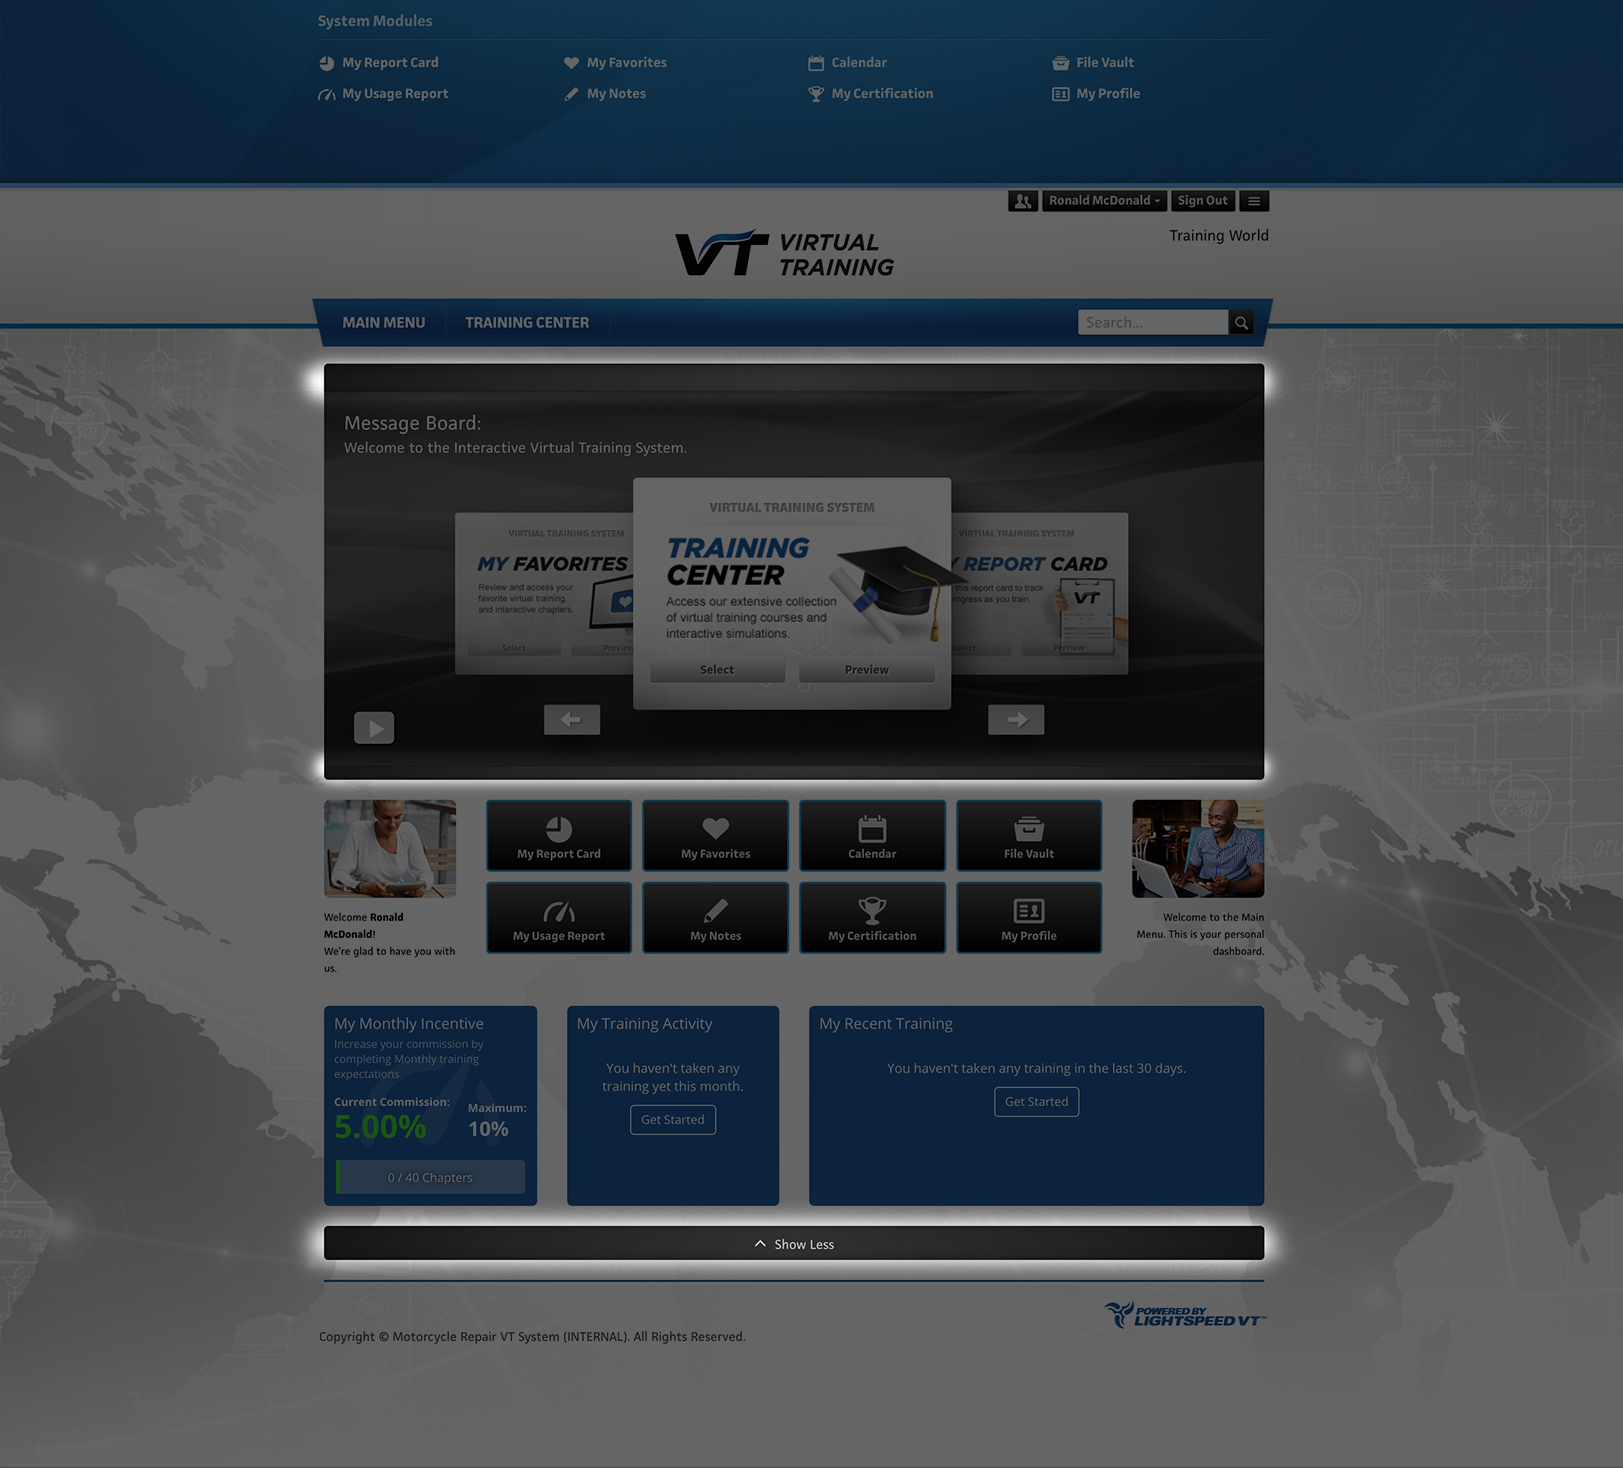 System Modules
My Report Card
My Favorites
Calendar
File Vault
My Usage Report
My Notes
My Certification
My Profile
Ronald McDonald
Sign Out
Training World
VT VIRTUAL
TRAINING
MAIN MENU
TRAINING CENTER
Search...
Message Board:
Welcome to the Interactive Virtual Training System.
VIRTUAL TRAINING SYSTEM
MY FAVORITES
Review and access your
favorite virtual training
and interactive chapters.
Select
Preview
VIRTUAL TRAINING SYSTEM
TRAINING
CENTER
Access our extensive collection
of virtual training courses and
interactive simulations.
Select
Preview
VIRTUAL TRAINING SYSTEM
REPORT CARD
this report card to track
as you train.
VT
Select
Preview
My Report Card
My Favorites
Calendar
File Vault
My Usage Report
My Notes
My Certification
My Profile
Welcome Ronald
McDonald!
We're glad to have you with
us.
Welcome to the Main
Menu. This is your personal
dashboard.
My Monthly Incentive
Increase your commission by
completing Monthly training
expectations
Current Commission:
5.00%
Maximum:
10%
0 / 40 Chapters
My Training Activity
You haven't taken any
training yet this month.
Get Started
My Recent Training
You haven't taken any training in the last 30 days.
Get Started
Show Less
POWERED BY
LIGHTSPEED VT™
Copyright © Motorcycle Repair VT System (INTERNAL). All Rights Reserved.